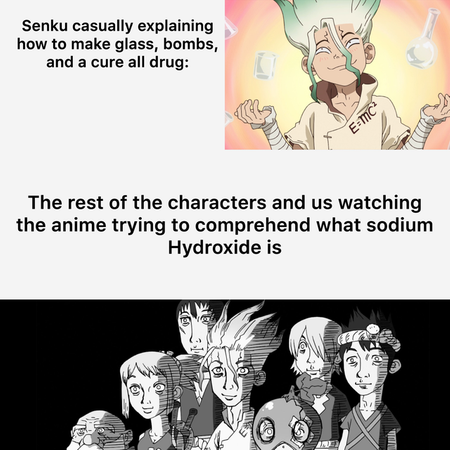 Senku casually explaining
how to make glass, bombs,
and a cure all drug:
E=mc²
The rest of the characters and us watching
the anime trying to comprehend what sodium
Hydroxide is